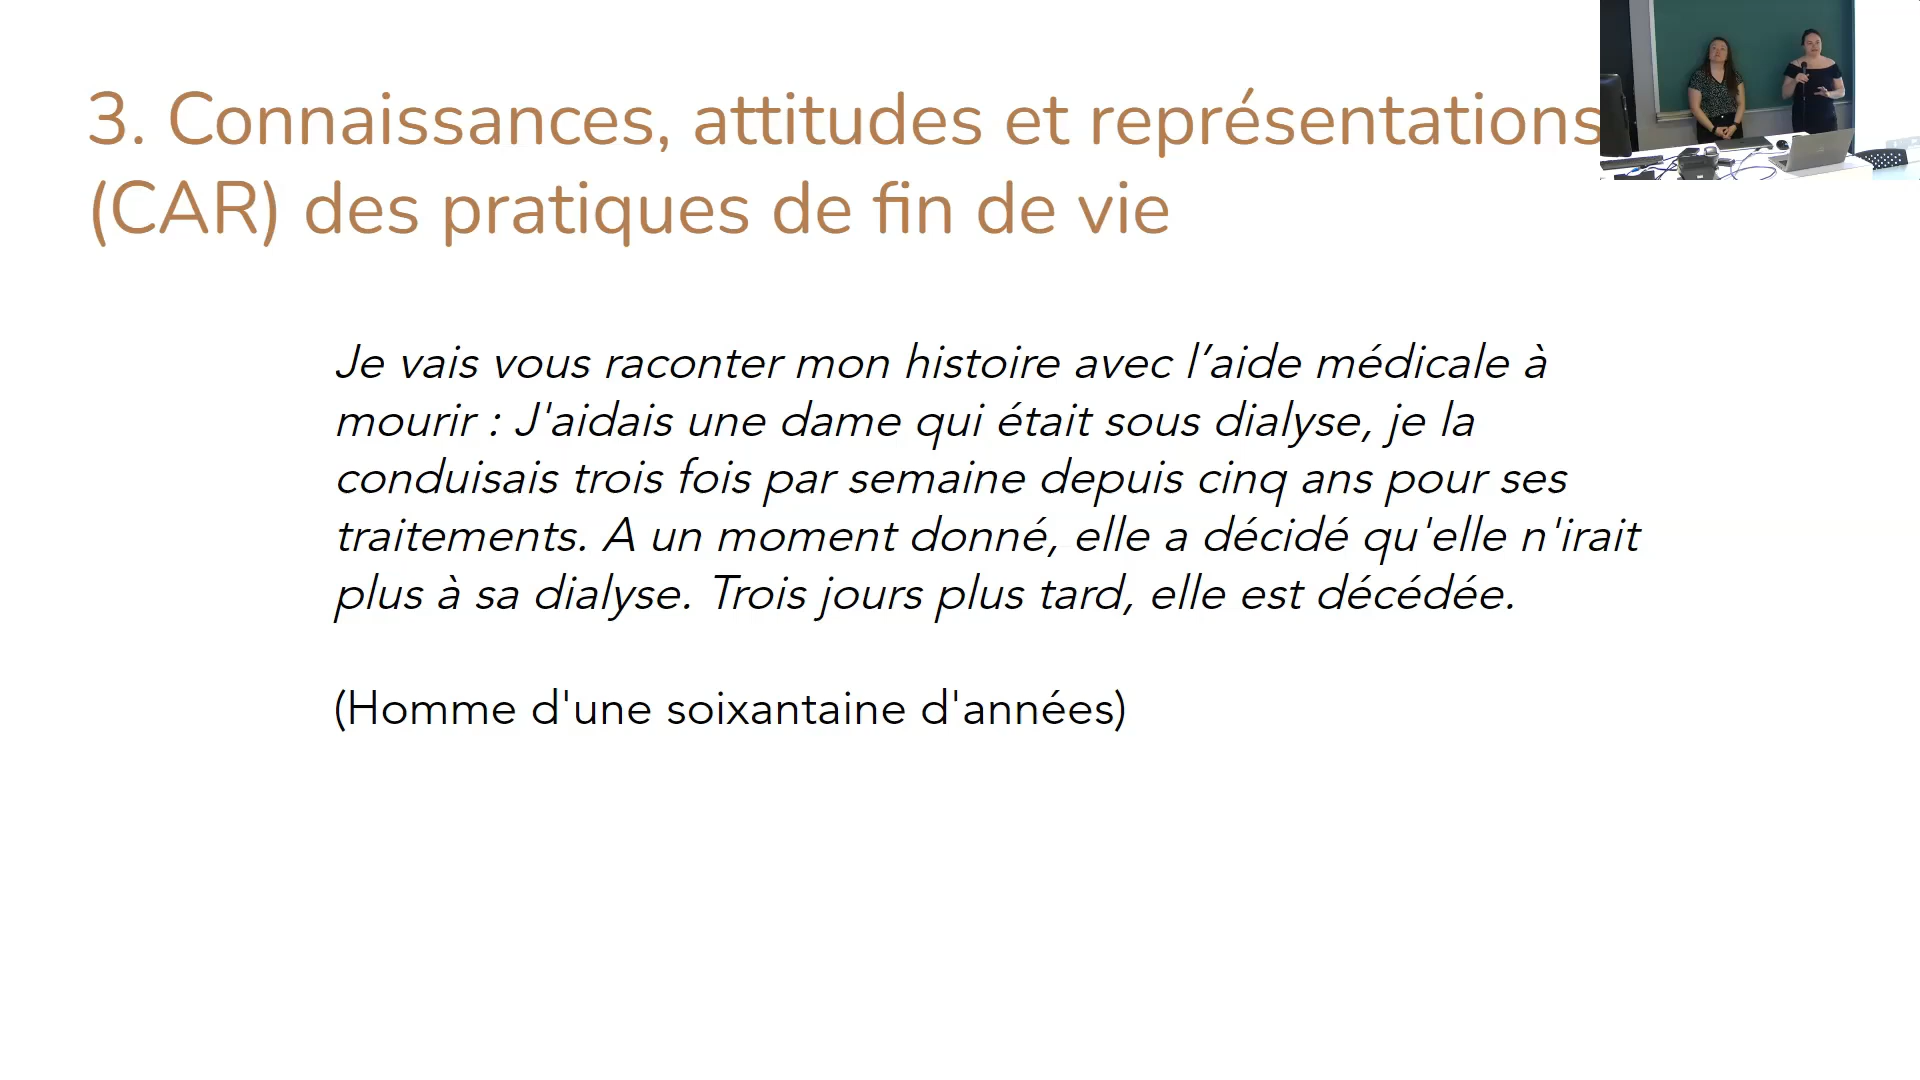 3. Connaissances, attitudes et représentations
(CAR) des pratiques de fin de vie
Je vais vous raconter mon histoire avec l’aide médicale à
mourir : J'aidais une dame qui était sous dialyse, je la
conduisais trois fois par semaine depuis cinq ans pour ses
traitements. A un moment donné, elle a décidé qu'elle n'irait
plus à sa dialyse. Trois jours plus tard, elle est décédée.
(Homme d'une soixantaine d'années)